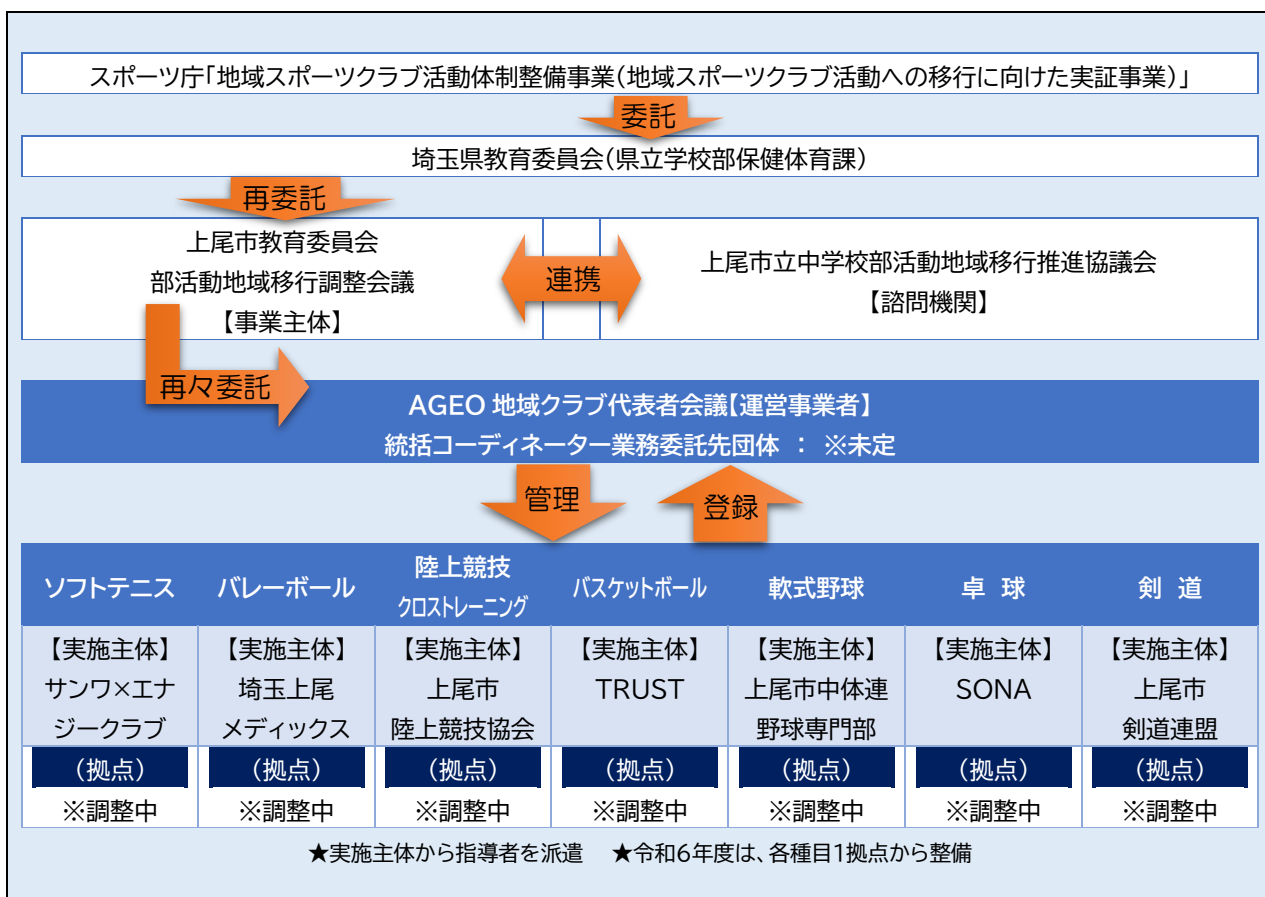 スポーツ庁「地域スポーツクラブ活動体制整備事業(地域スポーツクラブ活動への移行に向けた実証事業)」
委託
埼玉県教育委員会(県立学校部保健体育課)
再委託
上尾市教育委員会
部活動地域移行調整会議
【事業主体】
連携
上尾市立中学校部活動地域移行推進協議会
【諮問機関】
再々委託
AGEO 地域クラブ代表者会議【運営事業者】
統括コーディネーター業務委託先団体 : ※未定
管理
登録
ソフトテニス
バレーボール
陸上競技
クロストレーニング
バスケットボール
軟式野球
卓 球
剣 道
【実施主体】
サンワ×エナ
ジークラブ
【実施主体】
埼玉上尾
メディックス
【実施主体】
上尾市
陸上競技協会
【実施主体】
TRUST
【実施主体】
上尾市中体連
野球専門部
【実施主体】
SONA
【実施主体】
上尾市
剣道連盟
(拠点)
(拠点)
(拠点)
(拠点)
(拠点)
(拠点)
(拠点)
※調整中
※調整中
※調整中
※調整中
※調整中
※調整中
※調整中
★実施主体から指導者を派遣 ★令和6年度は、各種目1拠点から整備